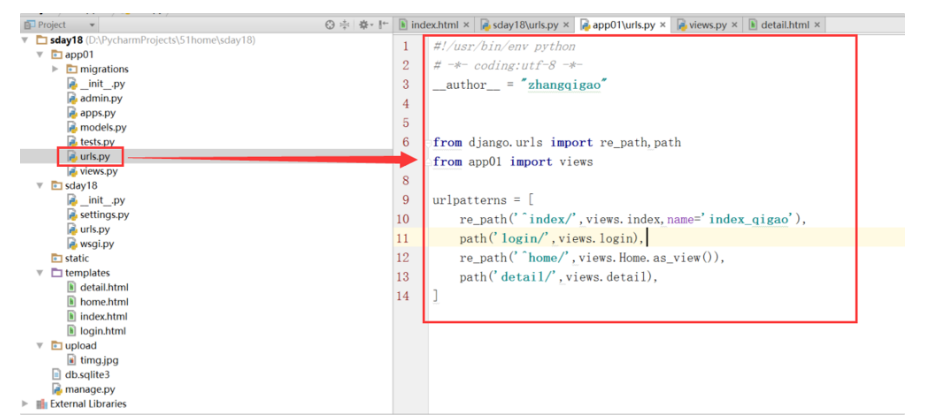 Project
index.html × sday18\urls.py × app01\urls.py × views.py × detail.html ×
sday18 (D:\PycharmProjects\51home\sday18)
app01
migrations
__init__.py
admin.py
apps.py
models.py
tests.py
urls.py
views.py
sday18
__init__.py
settings.py
urls.py
wsgi.py
static
templates
detail.html
home.html
index.html
login.html
upload
timg.jpg
db.sqlite3
manage.py
External Libraries
1 #!/usr/bin/env python
2 # -*- coding:utf-8 -*-
3 __author__ = "zhangqigao"
4
5
6 from django.urls import re_path,path
from app01 import views
8
9 urlpatterns = [
10 re_path('^index/',views.index,name='index_qigao'),
11 path('login/',views.login),
12 re_path('^home/',views.Home.as_view()),
13 path('detail/',views.detail),
14 ]